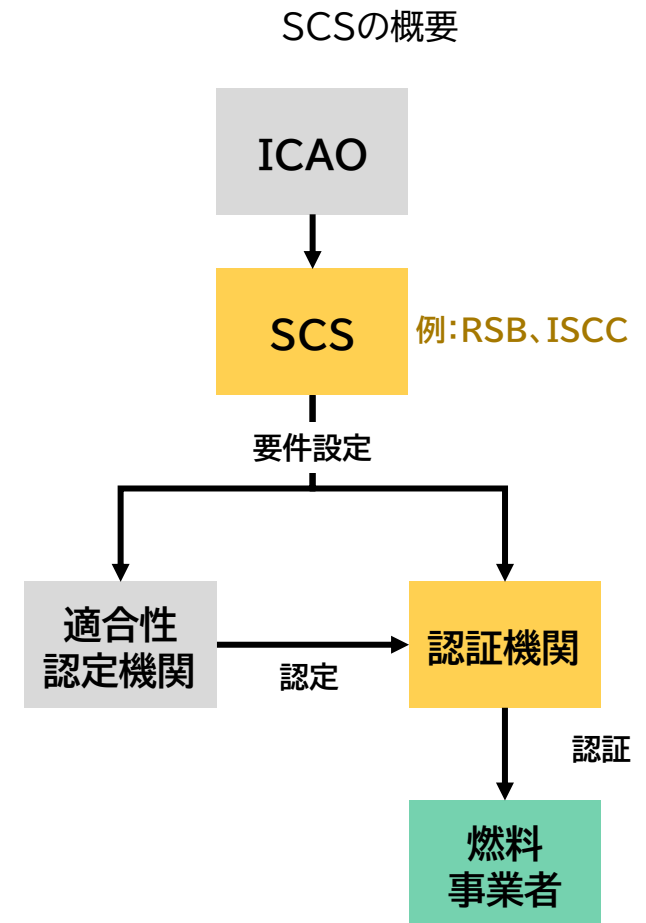 SCSの概要
ICAO
SCS
例：RSB、ISCC
要件設定
適合性
認定機関
認定
認証機関
認証
燃料
事業者